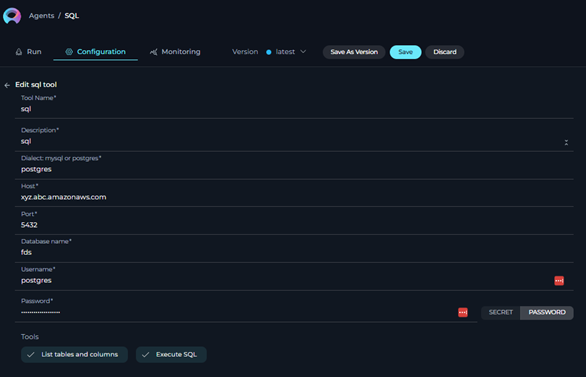 Agents / SQL
Run Configuration Monitoring Version latest Save As Version Save Discard
Edit sql tool
Tool Name*
sql
Description*
sql
Dialect: mysql or postgres*
postgres
Host*
xyz.abc.amazonaws.com
Port*
5432
Database name*
fds
Username*
postgres
Password*
SECRET PASSWORD
Tools
List tables and columns Execute SQL